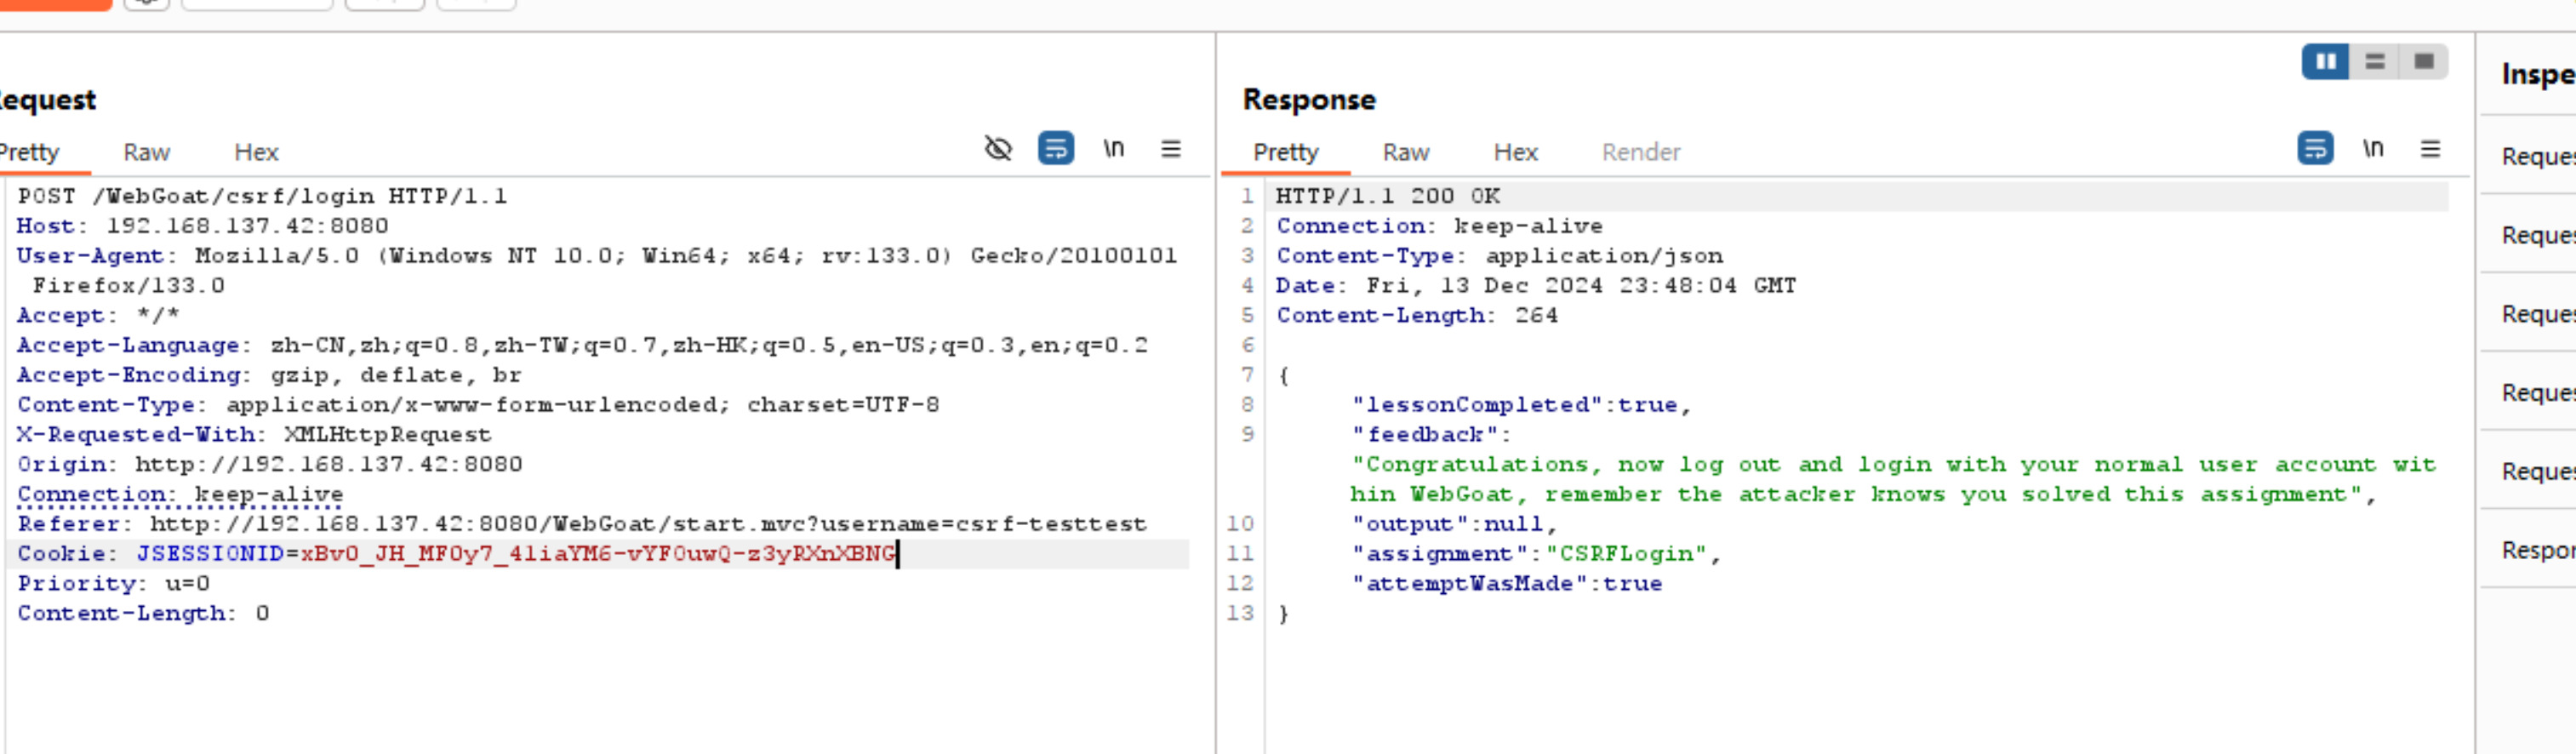 Request
Pretty Raw Hex \n
POST /WebGoat/csrf/login HTTP/1.1
Host: 192.168.137.42:8080
User-Agent: Mozilla/5.0 (Windows NT 10.0; Win64; x64; rv:133.0) Gecko/20100101
Firefox/133.0
Accept: */*
Accept-Language: zh-CN,zh;q=0.8,zh-TW;q=0.7,zh-HK;q=0.5,en-US;q=0.3,en;q=0.2
Accept-Encoding: gzip, deflate, br
Content-Type: application/x-www-form-urlencoded; charset=UTF-8
X-Requested-With: XMLHttpRequest
Origin: http://192.168.137.42:8080
Connection: keep-alive
Referer: http://192.168.137.42:8080/WebGoat/start.mvc?username=csrf-testtest
Cookie: JSESSIONID=xBv0_JH_MF0y7_41iaYM6-vYF0uwQ-z3yRXnXBNG
Priority: u=0
Content-Length: 0
Response
Pretty Raw Hex Render \n
1 HTTP/1.1 200 OK
2 Connection: keep-alive
3 Content-Type: application/json
4 Date: Fri, 13 Dec 2024 23:48:04 GMT
5 Content-Length: 264
6
7 {
8 "lessonCompleted":true,
9 "feedback":
"Congratulations, now log out and login with your normal user account wit
hin WebGoat, remember the attacker knows you solved this assignment",
10 "output":null,
11 "assignment":"CSRFLogin",
12 "attemptWasMade":true
13 }
Inspe
Reques
Reques
Reques
Reques
Reques
Respon